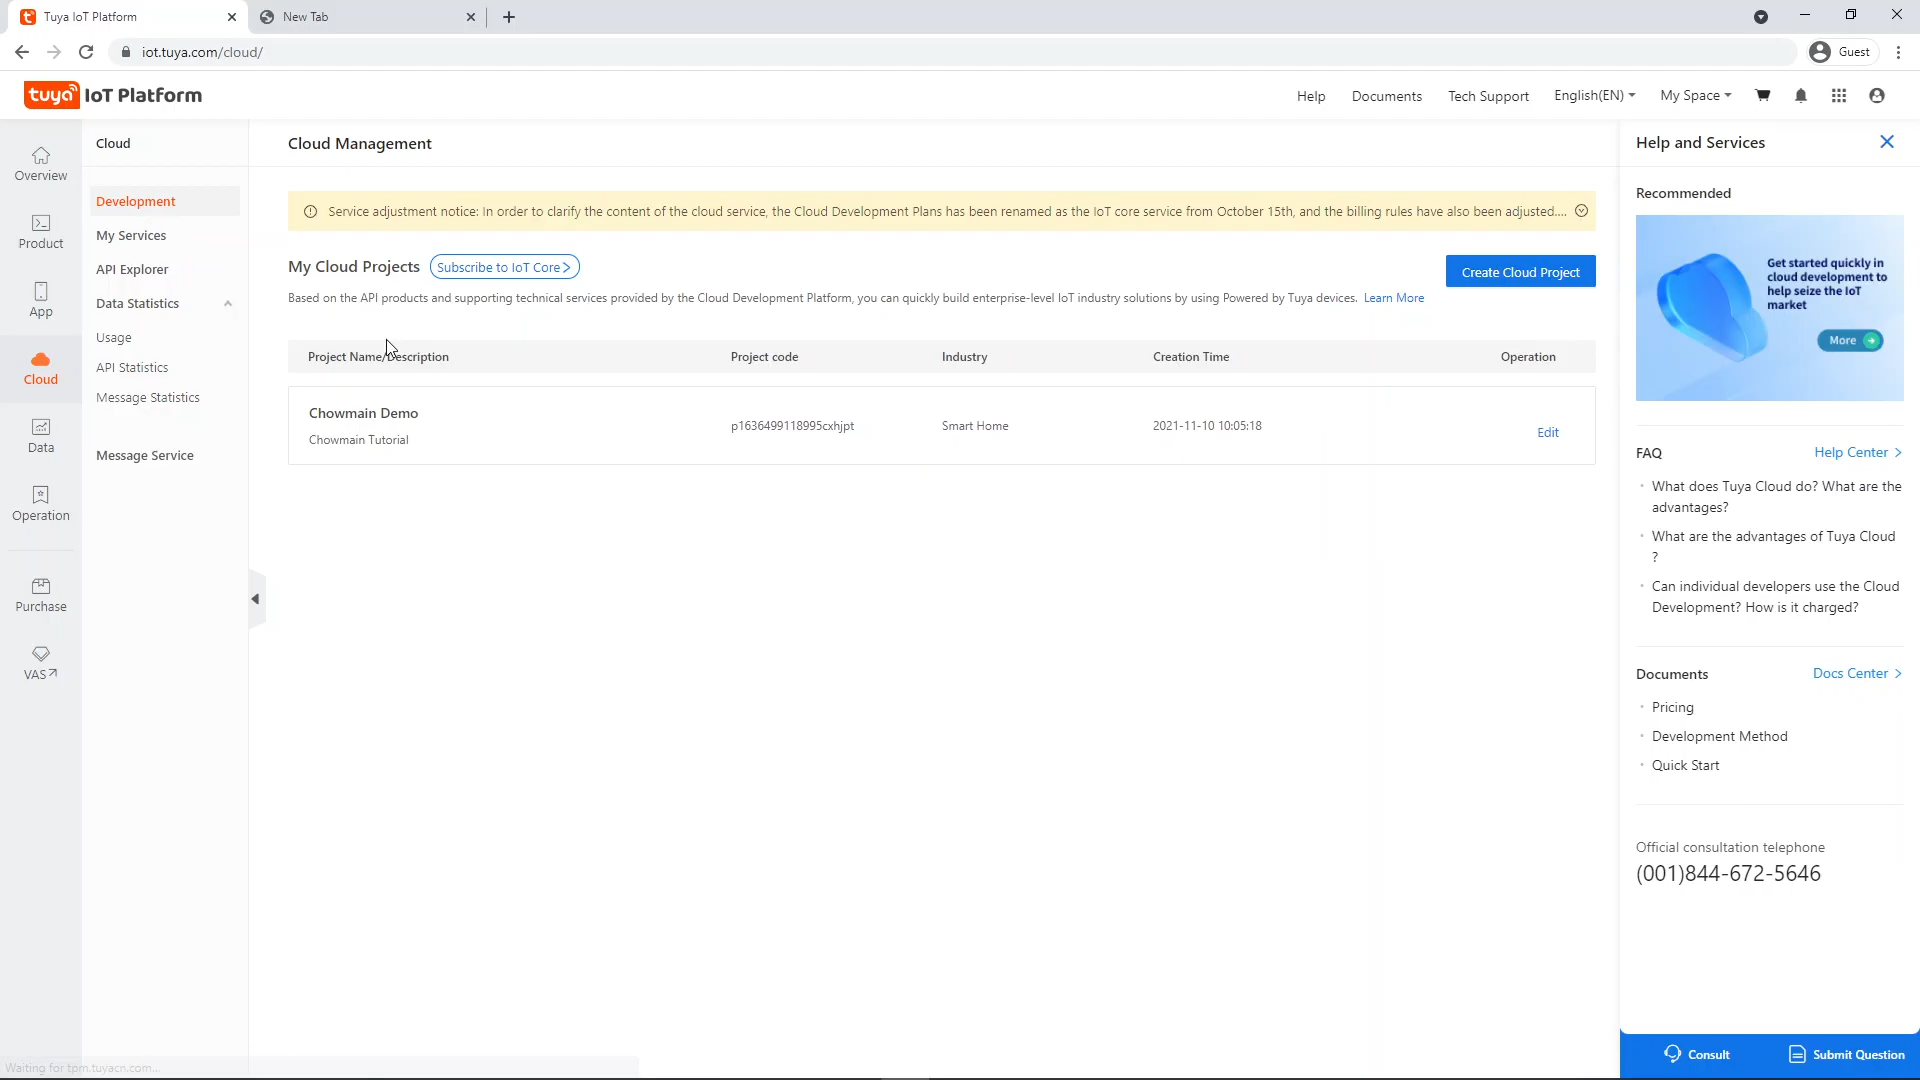 Tuya IoT Platform
New Tab
iot.tuya.com/cloud/
Guest
tuya IoT Platform
Help
Documents
Tech Support
English(EN)
My Space
Overview
Product
App
Cloud
Data
Operation
Purchase
VAS
Cloud
Development
My Services
API Explorer
Data Statistics
Usage
API Statistics
Message Statistics
Message Service
Cloud Management
Service adjustment notice: In order to clarify the content of the cloud service, the Cloud Development Plans has been renamed as the IoT core service from October 15th, and the billing rules have also been adjusted....
My Cloud Projects
Subscribe to IoT Core >
Create Cloud Project
Based on the API products and supporting technical services provided by the Cloud Development Platform, you can quickly build enterprise-level IoT industry solutions by using Powered by Tuya devices. Learn More
Project Name/Description
Project code
Industry
Creation Time
Operation
Chowmain Demo
Chowmain Tutorial
p1636499118995cxhjpt
Smart Home
2021-11-10 10:05:18
Edit
Help and Services
Recommended
Get started quickly in
cloud development to
help seize the IoT
market
More
FAQ
Help Center >
What does Tuya Cloud do? What are the
advantages?
What are the advantages of Tuya Cloud
?
Can individual developers use the Cloud
Development? How is it charged?
Documents
Docs Center >
Pricing
Development Method
Quick Start
Official consultation telephone
(001)844-672-5646
Consult
Submit Question
Waiting for tpm.tuyacn.com...